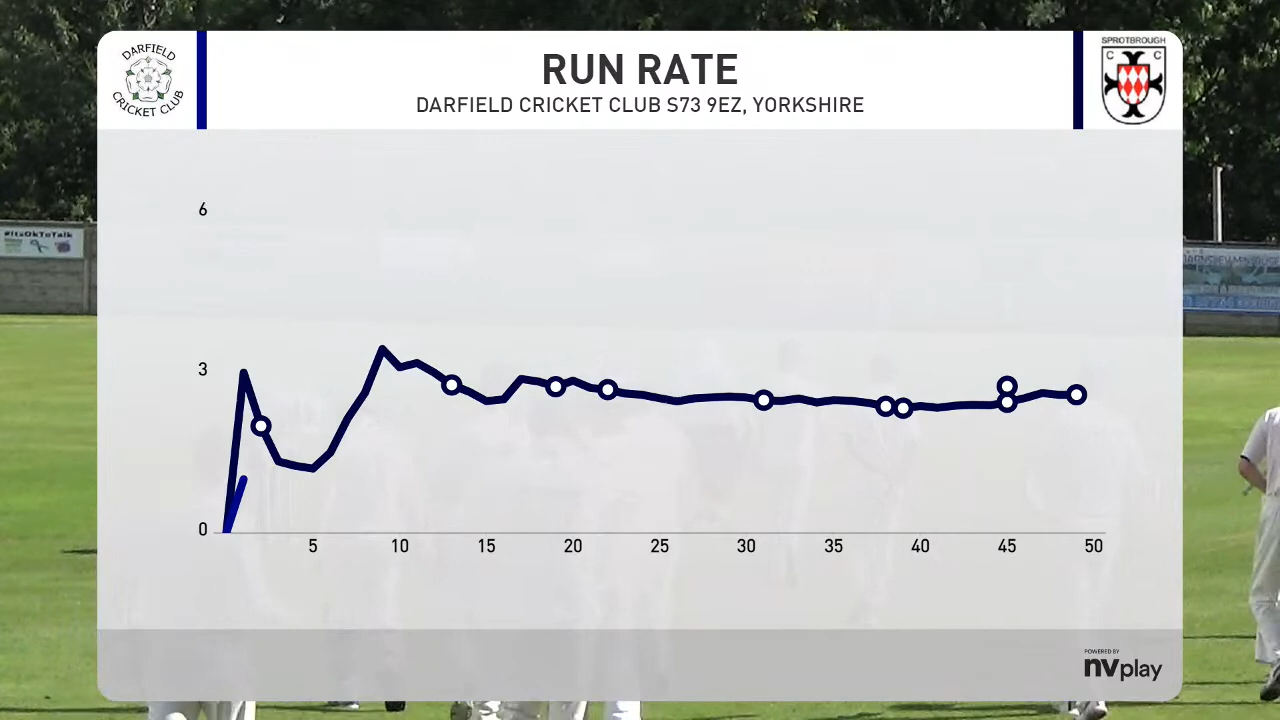 DARFIELD
CRICKET CLUB
RUN RATE
DARFIELD CRICKET CLUB S73 9EZ, YORKSHIRE
SPROTBROUGH
C C
#ItsOkToTalk
6
3
0
5 10 15 20 25 30 35 40 45 50
POWERED BY
nvplay